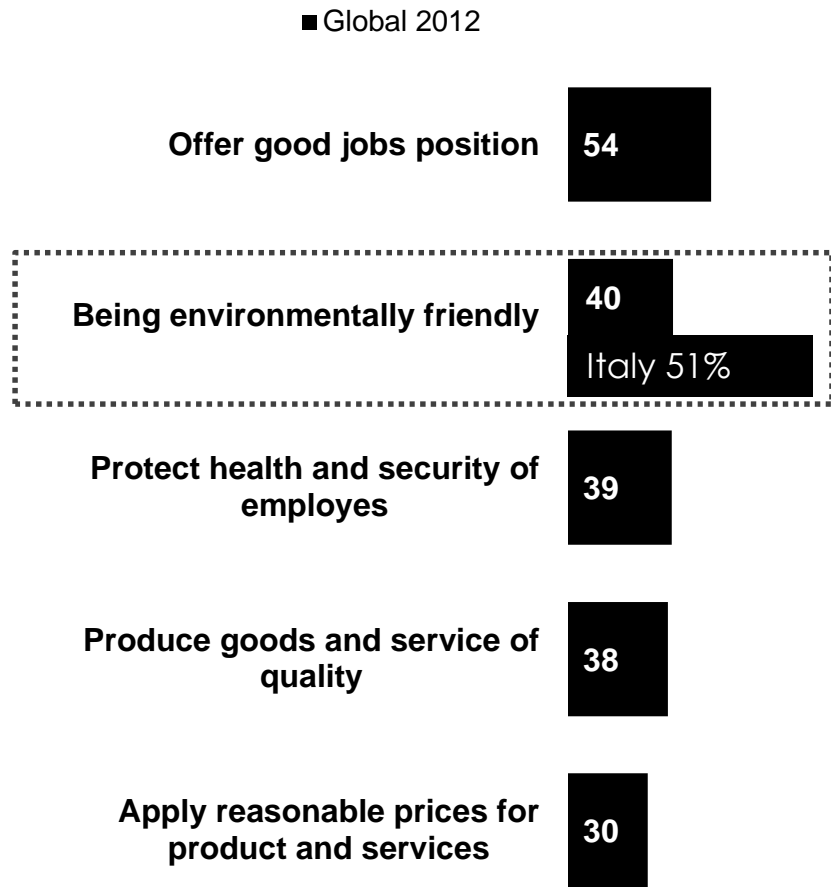 Global 2012
Offer good jobs position
54
Being environmentally friendly
40
Italy 51%
Protect health and security of
employes
39
Produce goods and service of
quality
38
Apply reasonable prices for
product and services
30